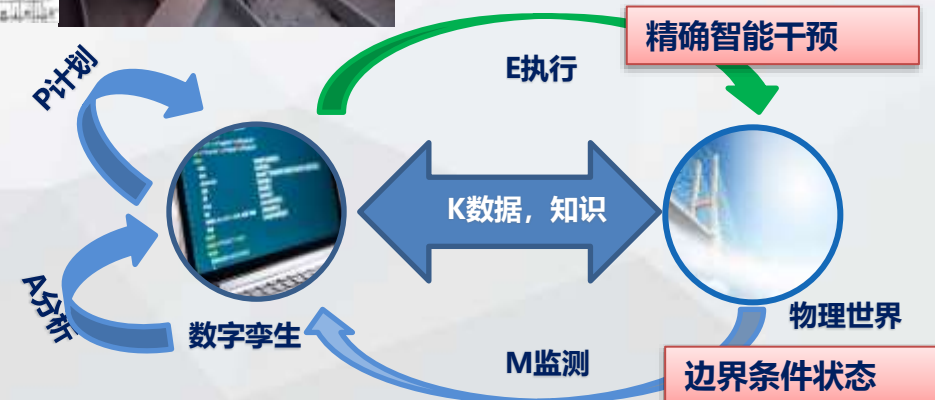 精确智能干预
E执行
P计划
K数据，知识
A分析
数字孪生
物理世界
M监测
边界条件状态